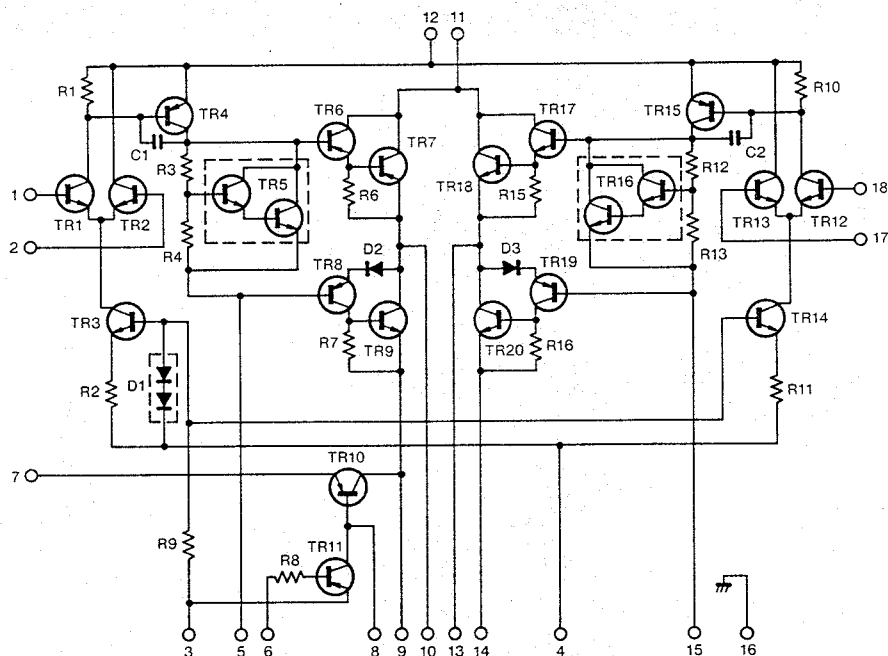 12 11
R1
TR4
C1
TR6
TR7
TR17
TR15
R10
C2
R3
TR5
R6
TR18
R15
TR16
R12
1
TR1
TR2
18
TR13
TR12
2
17
R4
R13
D2
D3
TR8
TR19
TR3
R7
TR9
TR20
R16
TR14
R2
D1
R11
7
TR10
R9
R8
TR11
3 5 6 8 9 10 13 14 4 15 16